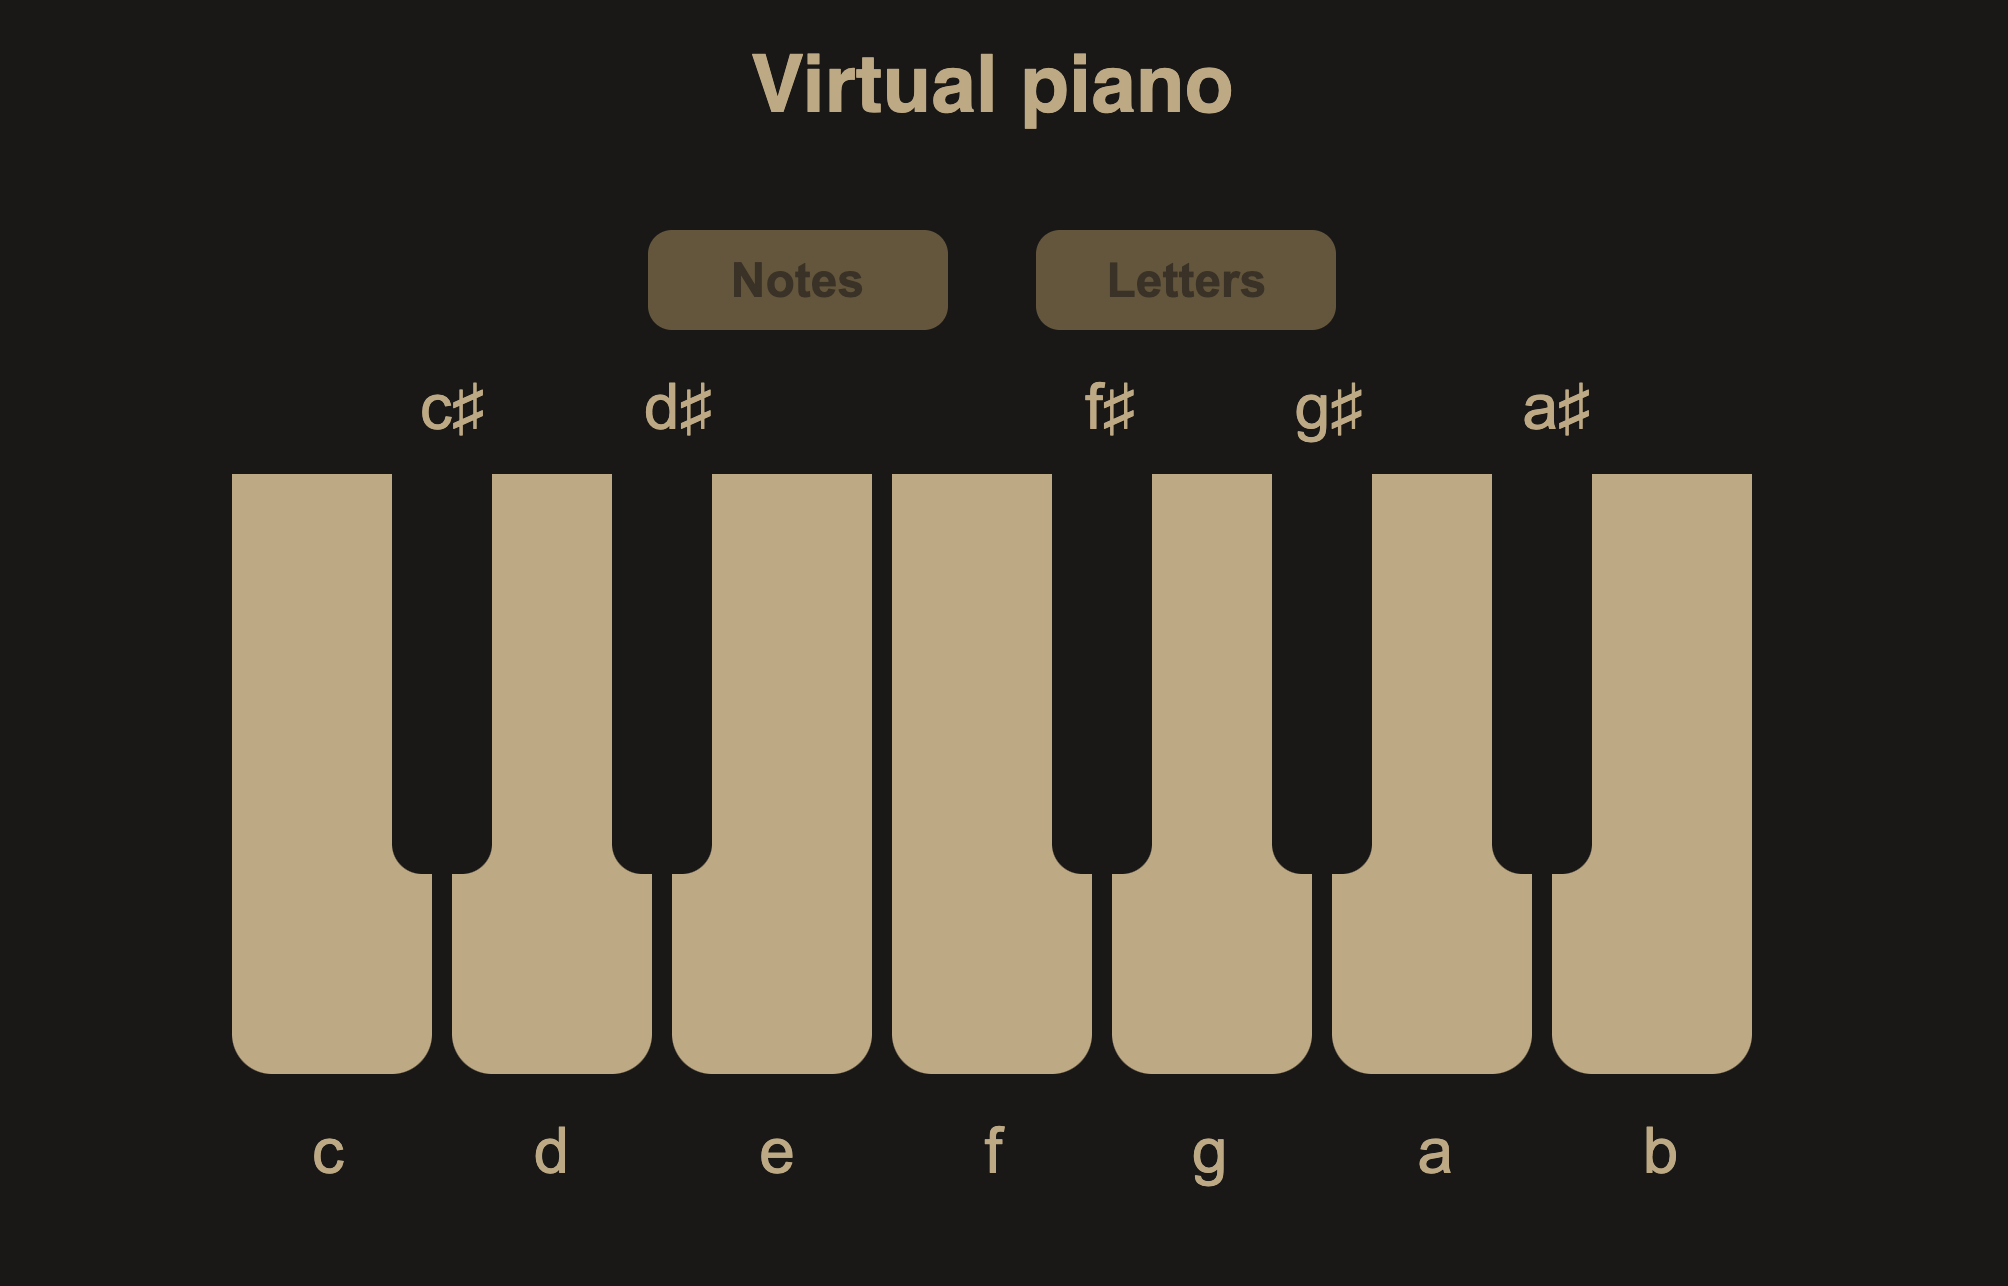 Virtual piano
Notes Letters
c♯ d♯ f♯ g♯ a♯
c d e f g a b